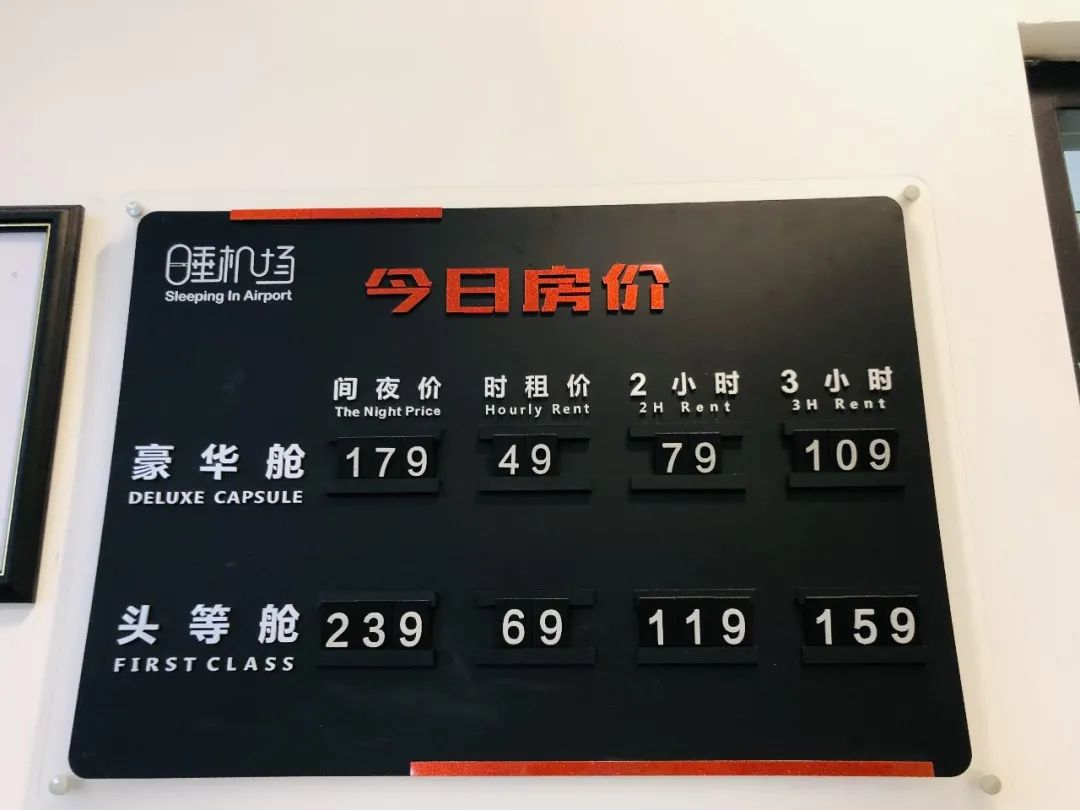 睡机场
Sleeping In Airport
今日房价
间夜价 时租价 2小时 3小时
The Night Price Hourly Rent 2H Rent 3H Rent
豪华舱 179 49 79 109
DELUXE CAPSULE
头等舱 239 69 119 159
FIRST CLASS